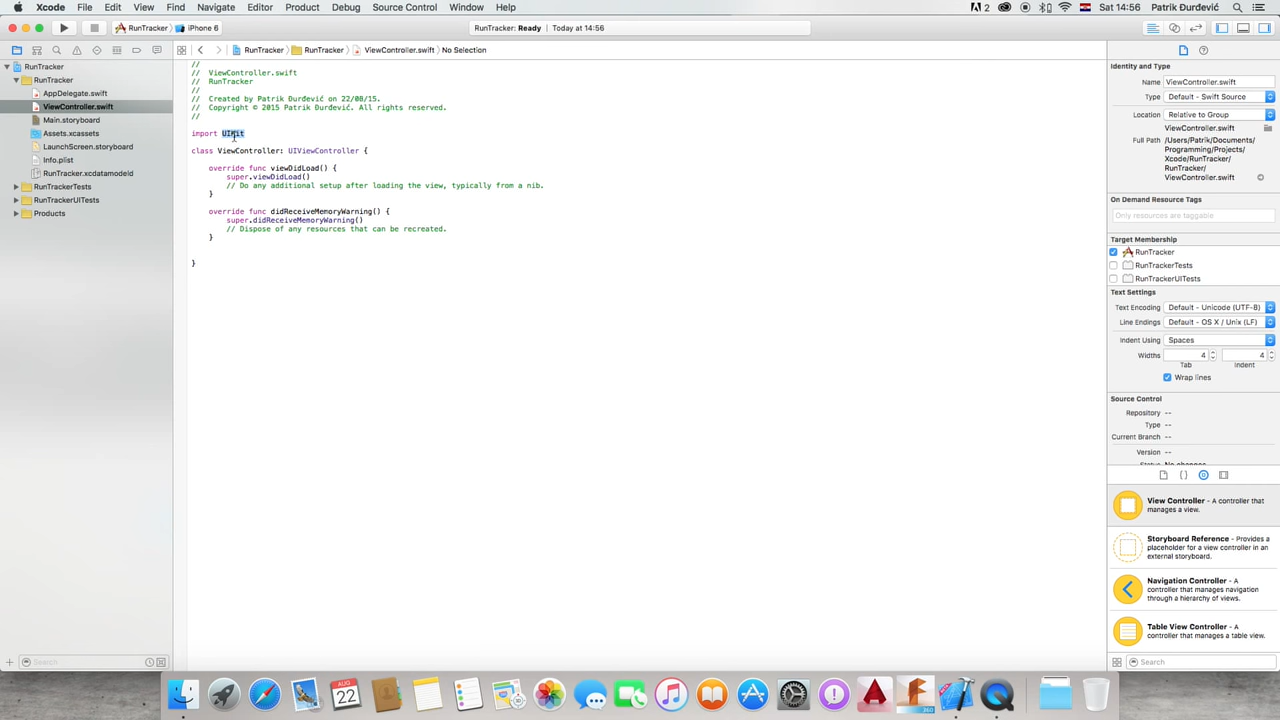 Xcode File Edit View Find Navigate Editor Product Debug Source Control Window Help
Sat 14:56 Patrik Đurđević
RunTracker iPhone 6
RunTracker: Ready Today at 14:56
RunTracker RunTracker ViewController.swift No Selection
RunTracker
RunTracker
AppDelegate.swift
ViewController.swift
Main.storyboard
Assets.xcassets
LaunchScreen.storyboard
Info.plist
RunTracker.xcdatamodeld
RunTrackerTests
RunTrackerUITests
Products
Search
//
// ViewController.swift
// RunTracker
//
// Created by Patrik Đurđević on 22/08/15.
// Copyright © 2015 Patrik Đurđević. All rights reserved.
//
import UIKit
class ViewController: UIViewController {
override func viewDidLoad() {
super.viewDidLoad()
// Do any additional setup after loading the view, typically from a nib.
}
override func didReceiveMemoryWarning() {
super.didReceiveMemoryWarning()
// Dispose of any resources that can be recreated.
}
}
Identity and Type
Name ViewController.swift
Type Default - Swift Source
Location Relative to Group
ViewController.swift
Full Path /Users/Patrik/Documents/
Programming/Projects/
Xcode/RunTracker/
RunTracker/
ViewController.swift
On Demand Resource Tags
Only resources are taggable
Target Membership
RunTracker
RunTrackerTests
RunTrackerUITests
Text Settings
Text Encoding Default - Unicode (UTF-8)
Line Endings Default - OS X / Unix (LF)
Indent Using Spaces
Widths 4 4
Tab Indent
Wrap lines
Source Control
Repository --
Type --
Current Branch --
Version --
Status No changes
{ }
View Controller - A controller that
manages a view.
Storyboard Reference - Provides a
placeholder for a view controller in an
external storyboard.
Navigation Controller - A
controller that manages navigation
through a hierarchy of views.
Table View Controller - A
controller that manages a table view.
Search
AUG
22